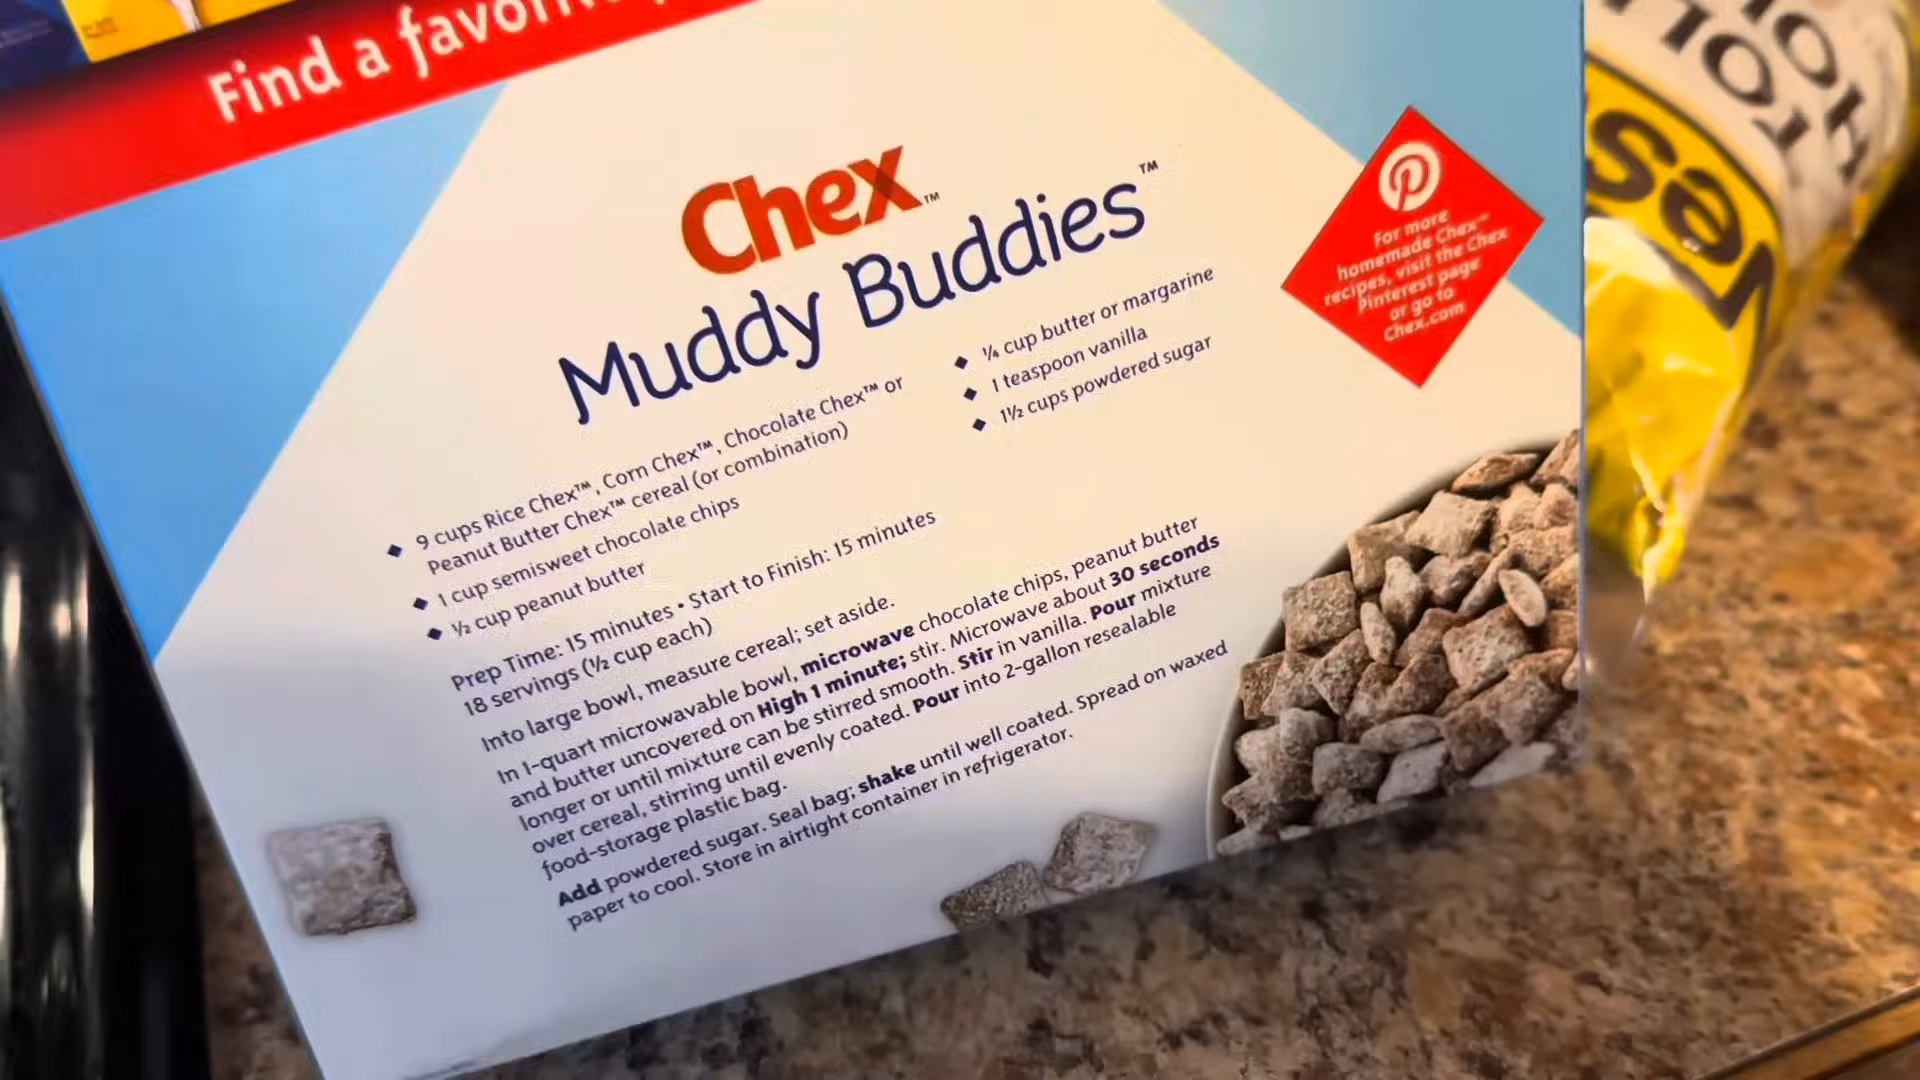 Find a favori
Chex™
Muddy Buddies™
◆ 9 cups Rice Chex™, Corn Chex™, Chocolate Chex™ or
Peanut Butter Chex™ cereal (or combination)
◆ 1 cup semisweet chocolate chips
◆ ½ cup peanut butter
◆ ¼ cup butter or margarine
◆ 1 teaspoon vanilla
◆ 1½ cups powdered sugar
Prep Time: 15 minutes • Start to Finish: 15 minutes
18 servings (½ cup each)
Into large bowl, measure cereal; set aside.
In 1-quart microwavable bowl, microwave chocolate chips, peanut butter
and butter uncovered on High 1 minute; stir. Microwave about 30 seconds
longer or until mixture can be stirred smooth. Stir in vanilla. Pour mixture
over cereal, stirring until evenly coated. Pour into 2-gallon resealable
food-storage plastic bag.
Add powdered sugar. Seal bag; shake until well coated. Spread on waxed
paper to cool. Store in airtight container in refrigerator.
For more
homemade Chex™
recipes, visit the Chex
Pinterest page
or go to
Chex.com
TOLL
HO
Nes